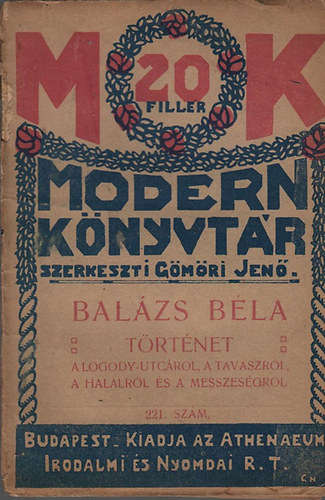 M K
20
FILLER
MODERN
KÖNYVTÁR
SZERKESZTI GÖMÖRI JENŐ.
BALÁZS BÉLA
TÖRTÉNET
A LOGODY-UTCÁRÓL, A TAVASZRÓL,
A HALÁLRÓL ÉS A MESSZESÉGRŐL
221. SZÁM.
BUDAPEST - KIADJA AZ ATHENAEUM
IRODALMI ÉS NYOMDAI R. T.